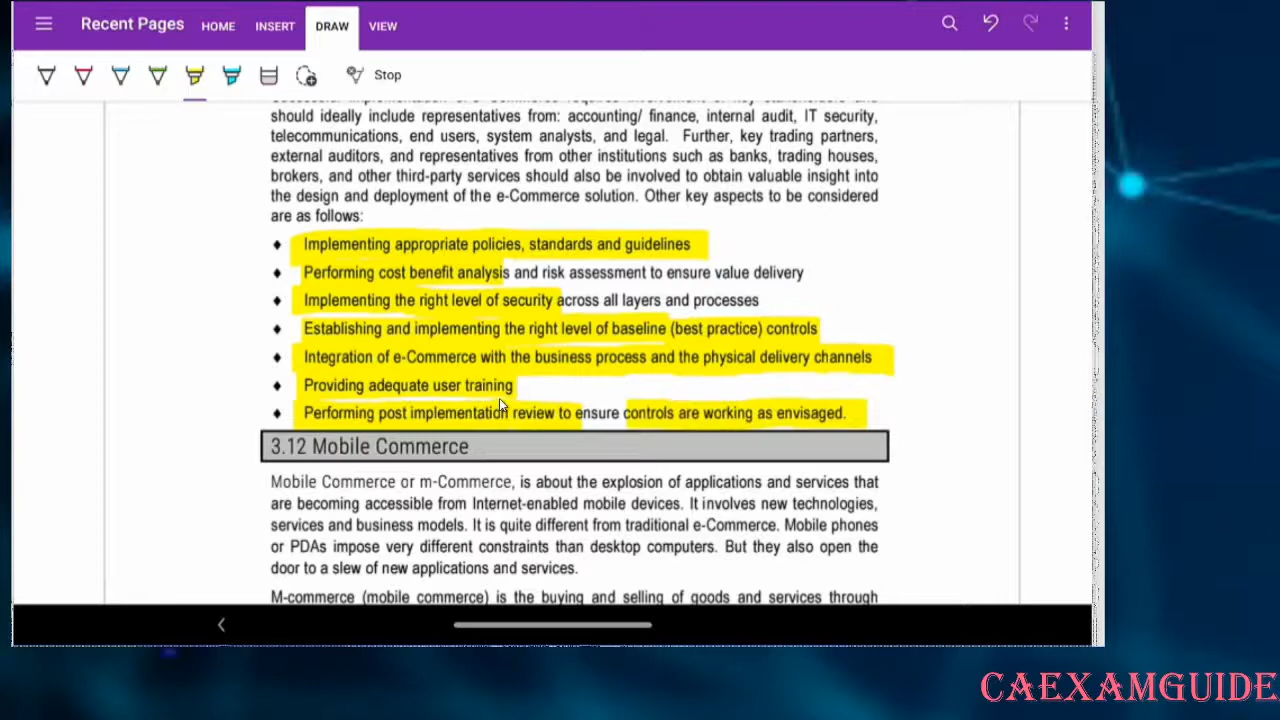 Recent Pages HOME INSERT DRAW VIEW
Stop
should ideally include representatives from: accounting/ finance, internal audit, IT security,
telecommunications, end users, system analysts, and legal. Further, key trading partners,
external auditors, and representatives from other institutions such as banks, trading houses,
brokers, and other third-party services should also be involved to obtain valuable insight into
the design and deployment of the e-Commerce solution. Other key aspects to be considered
are as follows:
♦ Implementing appropriate policies, standards and guidelines
♦ Performing cost benefit analysis and risk assessment to ensure value delivery
♦ Implementing the right level of security across all layers and processes
♦ Establishing and implementing the right level of baseline (best practice) controls
♦ Integration of e-Commerce with the business process and the physical delivery channels
♦ Providing adequate user training
♦ Performing post implementation review to ensure controls are working as envisaged.
3.12 Mobile Commerce
Mobile Commerce or m-Commerce, is about the explosion of applications and services that
are becoming accessible from Internet-enabled mobile devices. It involves new technologies,
services and business models. It is quite different from traditional e-Commerce. Mobile phones
or PDAs impose very different constraints than desktop computers. But they also open the
door to a slew of new applications and services.
M-commerce (mobile commerce) is the buying and selling of goods and services through
CAEXAMGUIDE